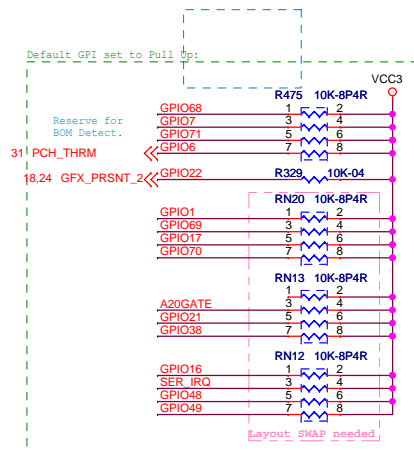 Default GPI set to Pull Up:
VCC3
R475 10K-8P4R
Reserve for
BOM Detect.
GPIO68 1 2
GPIO7 3 4
GPIO71 5 6
31 PCH_THRM GPIO6 7 8
18,24 GFX_PRSNT_2 GPIO22 R329 10K-04
RN20 10K-8P4R
GPIO1 1 2
GPIO69 3 4
GPIO17 5 6
GPIO70 7 8
RN13 10K-8P4R
1 2
A20GATE 3 4
GPIO21 5 6
GPIO38 7 8
RN12 10K-8P4R
GPIO16 1 2
SER_IRQ 3 4
GPIO48 5 6
GPIO49 7 8
Layout SWAP needed